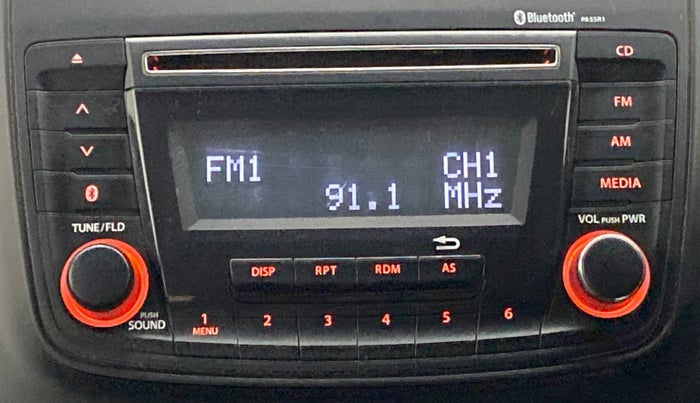 Bluetooth® PASSR1
CD
FM
AM
MEDIA
FM1 CH1
91.1 MHz
TUNE/FLD
VOL PUSH PWR
DISP RPT RDM AS
PUSH
SOUND
1 2 3 4 5 6
MENU